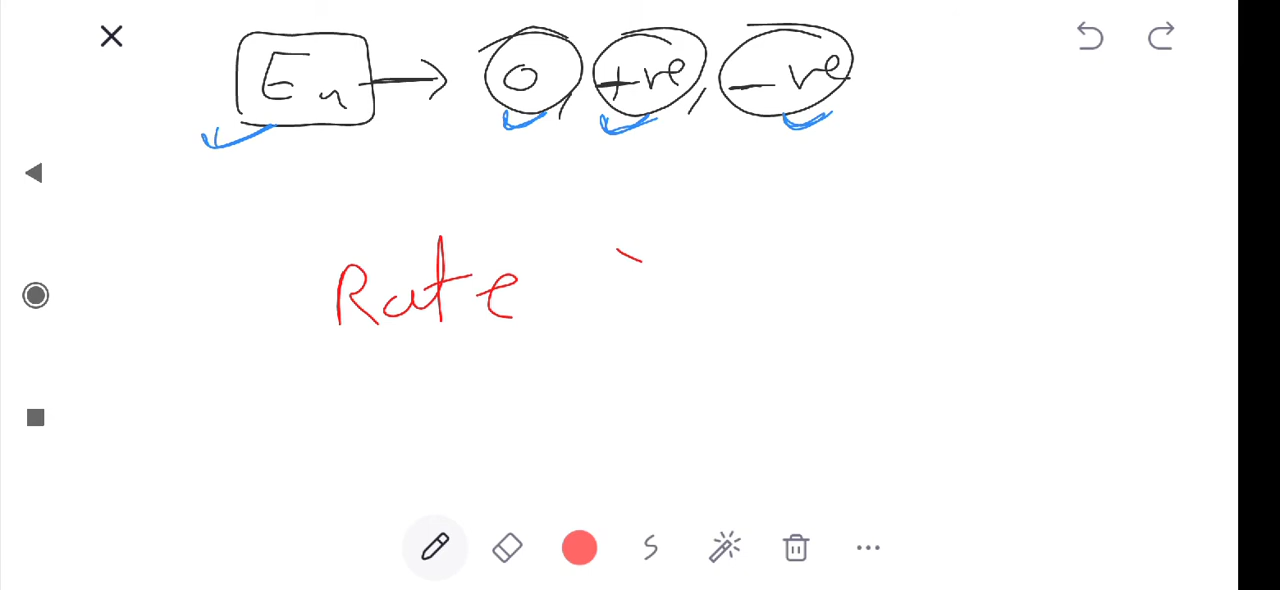 En → 0, +ve, -ve
Rate